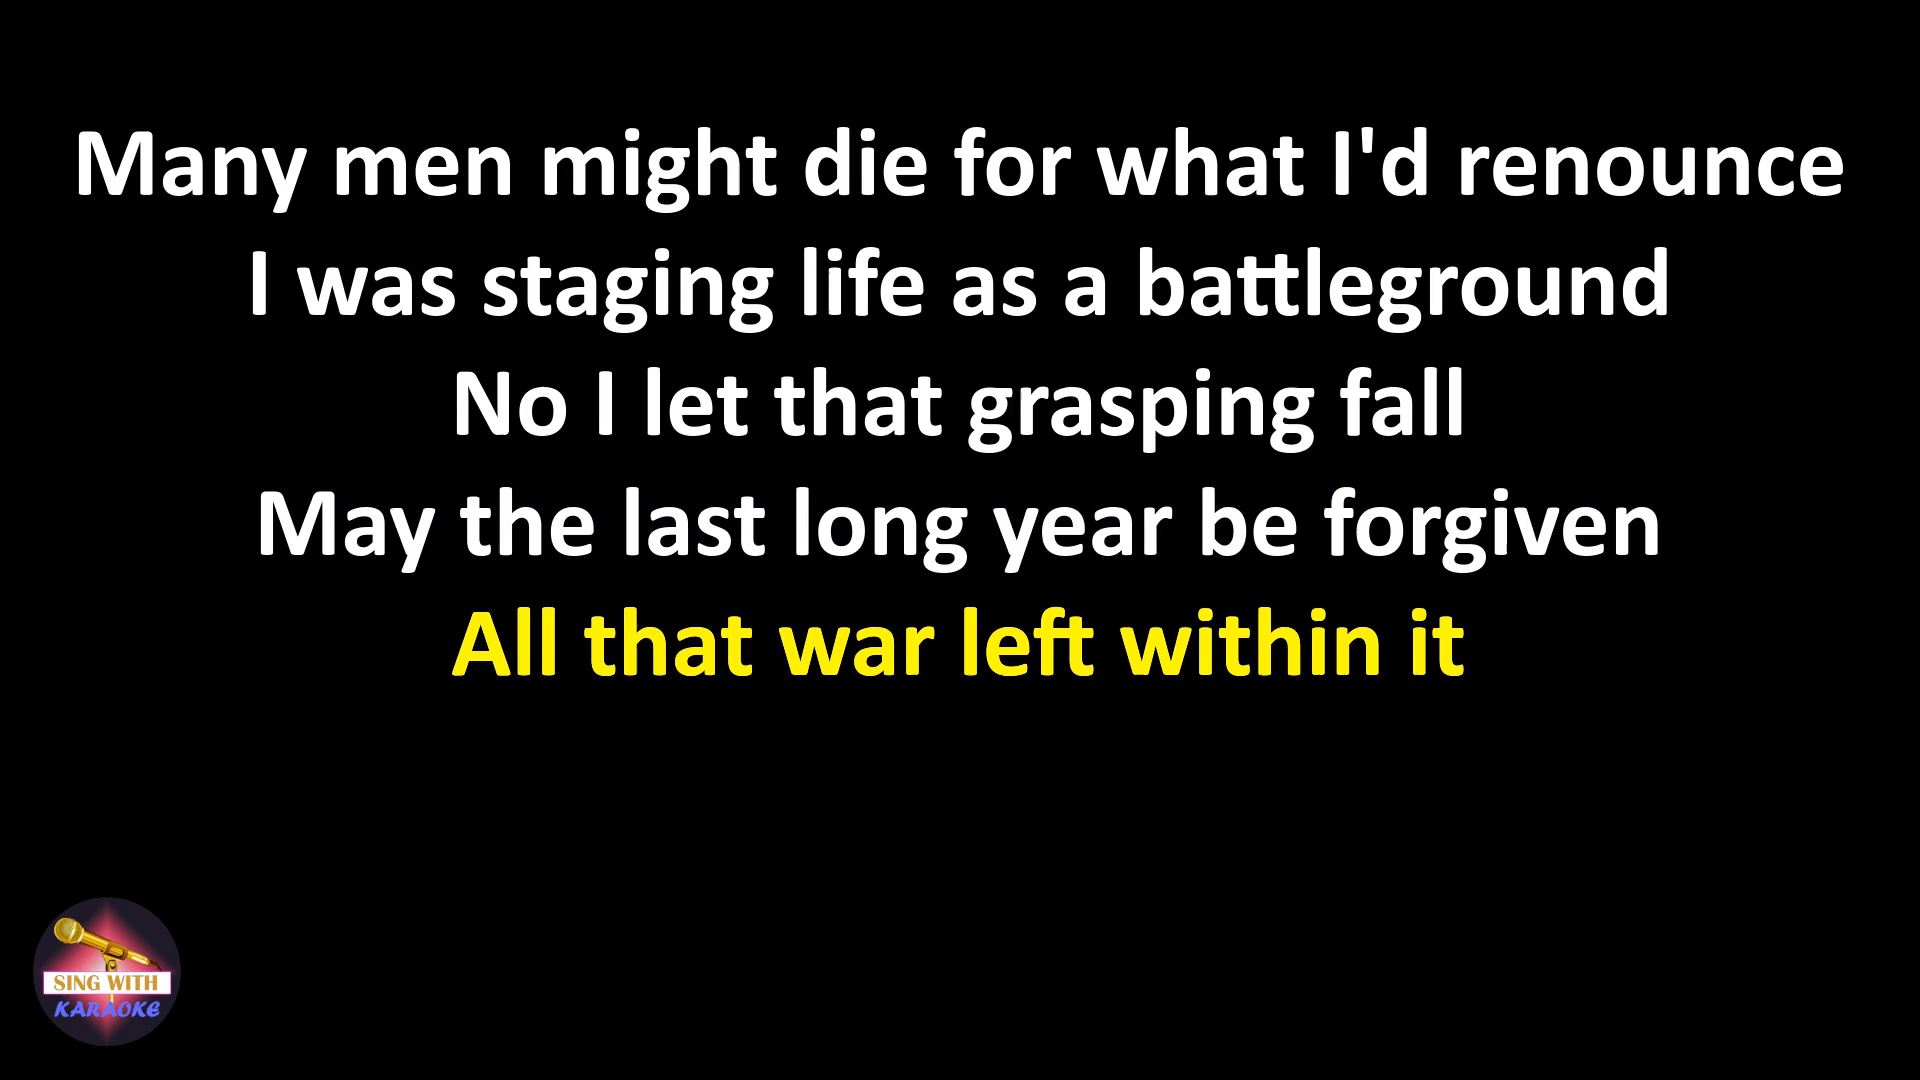 Many men might die for what I'd renounce
I was staging life as a battleground
No I let that grasping fall
May the last long year be forgiven
All that war left within it
SING WITH
KARAOKE